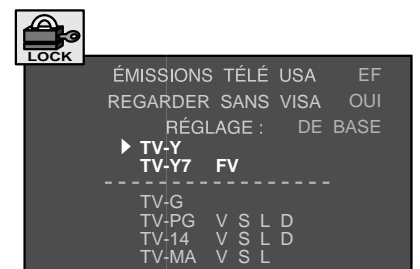 LOCK
ÉMISSIONS TÉLÉ USA EF
REGARDER SANS VISA OUI
RÉGLAGE : DE BASE
TV-Y
TV-Y7 FV
TV-G
TV-PG V S L D
TV-14 V S L D
TV-MA V S L